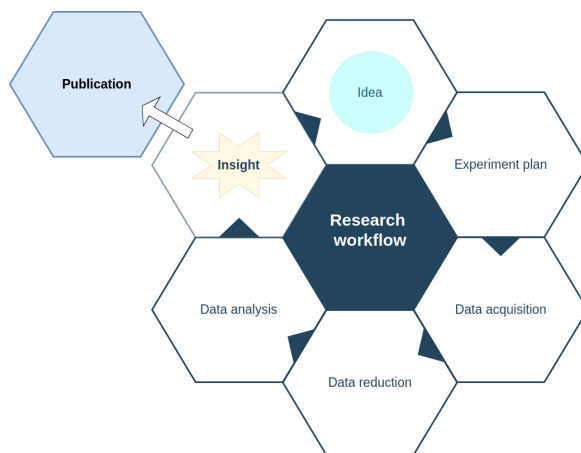 Publication
Idea
Insight
Experiment plan
Research
workflow
Data analysis
Data acquisition
Data reduction